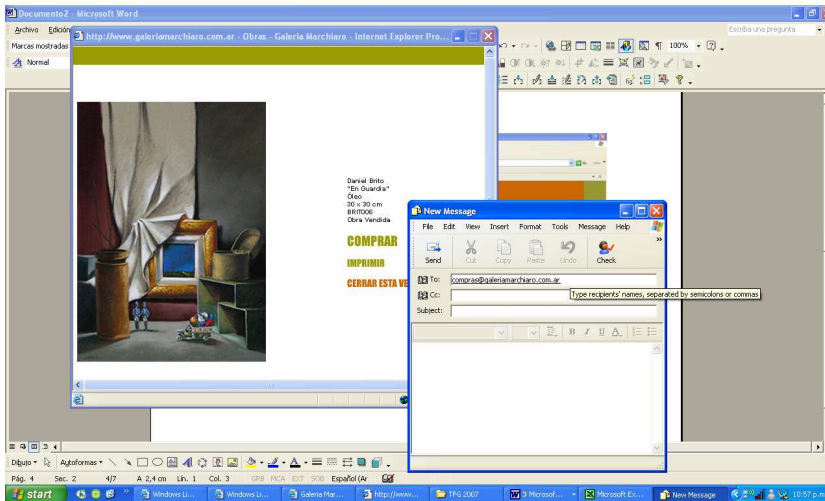 Documento2 - Microsoft Word
Archivo Edición
Escriba una pregunta
Marcas mostradas
100%
Normal
http://www.galeriamarchiaro.com.ar - Obras - Galeria Marchiaro - Internet Explorer Pro...
Daniel Brito
"En Guardia"
Óleo
30 x 30 cm
BRIT006
Obra Vendida
COMPRAR
IMPRIMIR
CERRAR ESTA VE
New Message
File Edit View Insert Format Tools Message Help
Send Cut Copy Paste Undo Check
To: compras@galeriamarchiaro.com.ar
Type recipients' names, separated by semicolons or commas
Cc:
Subject:
B I U A
Dibujo Autoformas
Pág. 4 Sec. 2 4/7 A 2,4 cm Lín. 1 Col. 3 GRB MCA EXT SOB Español (Ar
start Windows Li... Windows Li... Galeria Mar... http://www... TPG 2007 3 Microsof... Microsoft Ex... New Message 10:57 p.m.